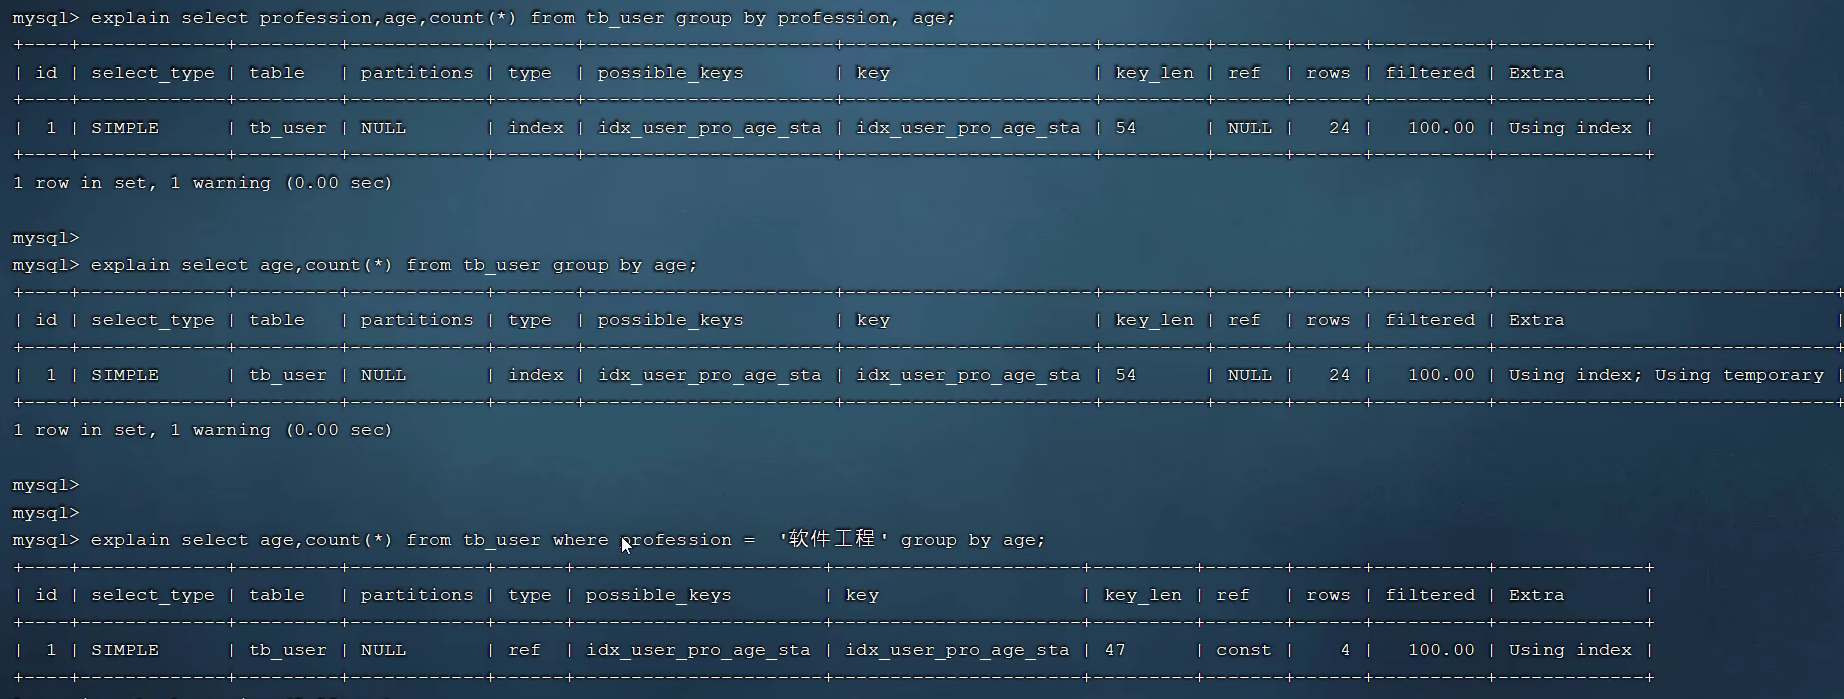 mysql> explain select profession,age,count(*) from tb_user group by profession, age;
+----+-------------+---------+------------+-------+----------------------+----------------------+---------+------+------+----------+-------------+
| id | select_type | table   | partitions | type  | possible_keys        | key                  | key_len | ref  | rows | filtered | Extra       |
+----+-------------+---------+------------+-------+----------------------+----------------------+---------+------+------+----------+-------------+
|  1 | SIMPLE      | tb_user | NULL       | index | idx_user_pro_age_sta | idx_user_pro_age_sta | 54      | NULL |   24 |   100.00 | Using index |
+----+-------------+---------+------------+-------+----------------------+----------------------+---------+------+------+----------+-------------+
1 row in set, 1 warning (0.00 sec)
mysql>
mysql> explain select age,count(*) from tb_user group by age;
+----+-------------+---------+------------+-------+----------------------+----------------------+---------+------+------+----------+------------------------------+
| id | select_type | table   | partitions | type  | possible_keys        | key                  | key_len | ref  | rows | filtered | Extra                        |
+----+-------------+---------+------------+-------+----------------------+----------------------+---------+------+------+----------+------------------------------+
|  1 | SIMPLE      | tb_user | NULL       | index | idx_user_pro_age_sta | idx_user_pro_age_sta | 54      | NULL |   24 |   100.00 | Using index; Using temporary |
+----+-------------+---------+------------+-------+----------------------+----------------------+---------+------+------+----------+------------------------------+
1 row in set, 1 warning (0.00 sec)
mysql>
mysql>
mysql> explain select age,count(*) from tb_user where profession =  '软件工程' group by age;
+----+-------------+---------+------------+------+----------------------+----------------------+---------+-------+------+----------+-------------+
| id | select_type | table   | partitions | type | possible_keys        | key                  | key_len | ref   | rows | filtered | Extra       |
+----+-------------+---------+------------+------+----------------------+----------------------+---------+-------+------+----------+-------------+
|  1 | SIMPLE      | tb_user | NULL       | ref  | idx_user_pro_age_sta | idx_user_pro_age_sta | 47      | const |    4 |   100.00 | Using index |
+----+-------------+---------+------------+------+----------------------+----------------------+---------+-------+------+----------+-------------+